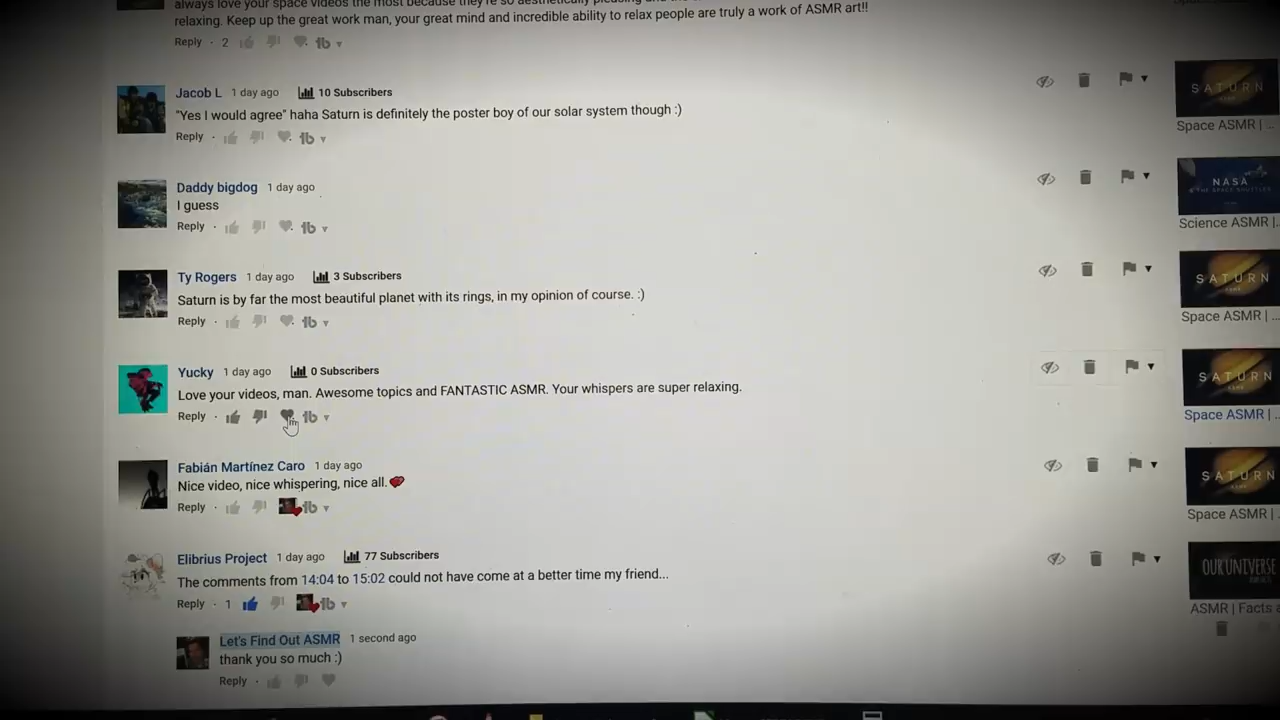 always love your space videos the most because they're so aesthetically pleasing and
relaxing. Keep up the great work man, your great mind and incredible ability to relax people are truly a work of ASMR art!!
Reply · 2
Jacob L 1 day ago 10 Subscribers
"Yes I would agree" haha Saturn is definitely the poster boy of our solar system though :)
Reply ·
SATURN
Space ASMR | ...
Daddy bigdog 1 day ago
I guess
Reply ·
NASA
& THE SPACE SHUTTLES
Science ASMR |..
Ty Rogers 1 day ago 3 Subscribers
Saturn is by far the most beautiful planet with its rings, in my opinion of course. :)
Reply ·
SATURN
Space ASMR | ...
Yucky 1 day ago 0 Subscribers
Love your videos, man. Awesome topics and FANTASTIC ASMR. Your whispers are super relaxing.
Reply ·
SATURN
Space ASMR | ..
Fabián Martínez Caro 1 day ago
Nice video, nice whispering, nice all.
Reply ·
SATURN
Space ASMR | .
Elibrius Project 1 day ago 77 Subscribers
The comments from 14:04 to 15:02 could not have come at a better time my friend...
Reply · 1
OUR UNIVERSE
ASMR | Facts a
Let's Find Out ASMR 1 second ago
thank you so much :)
Reply ·